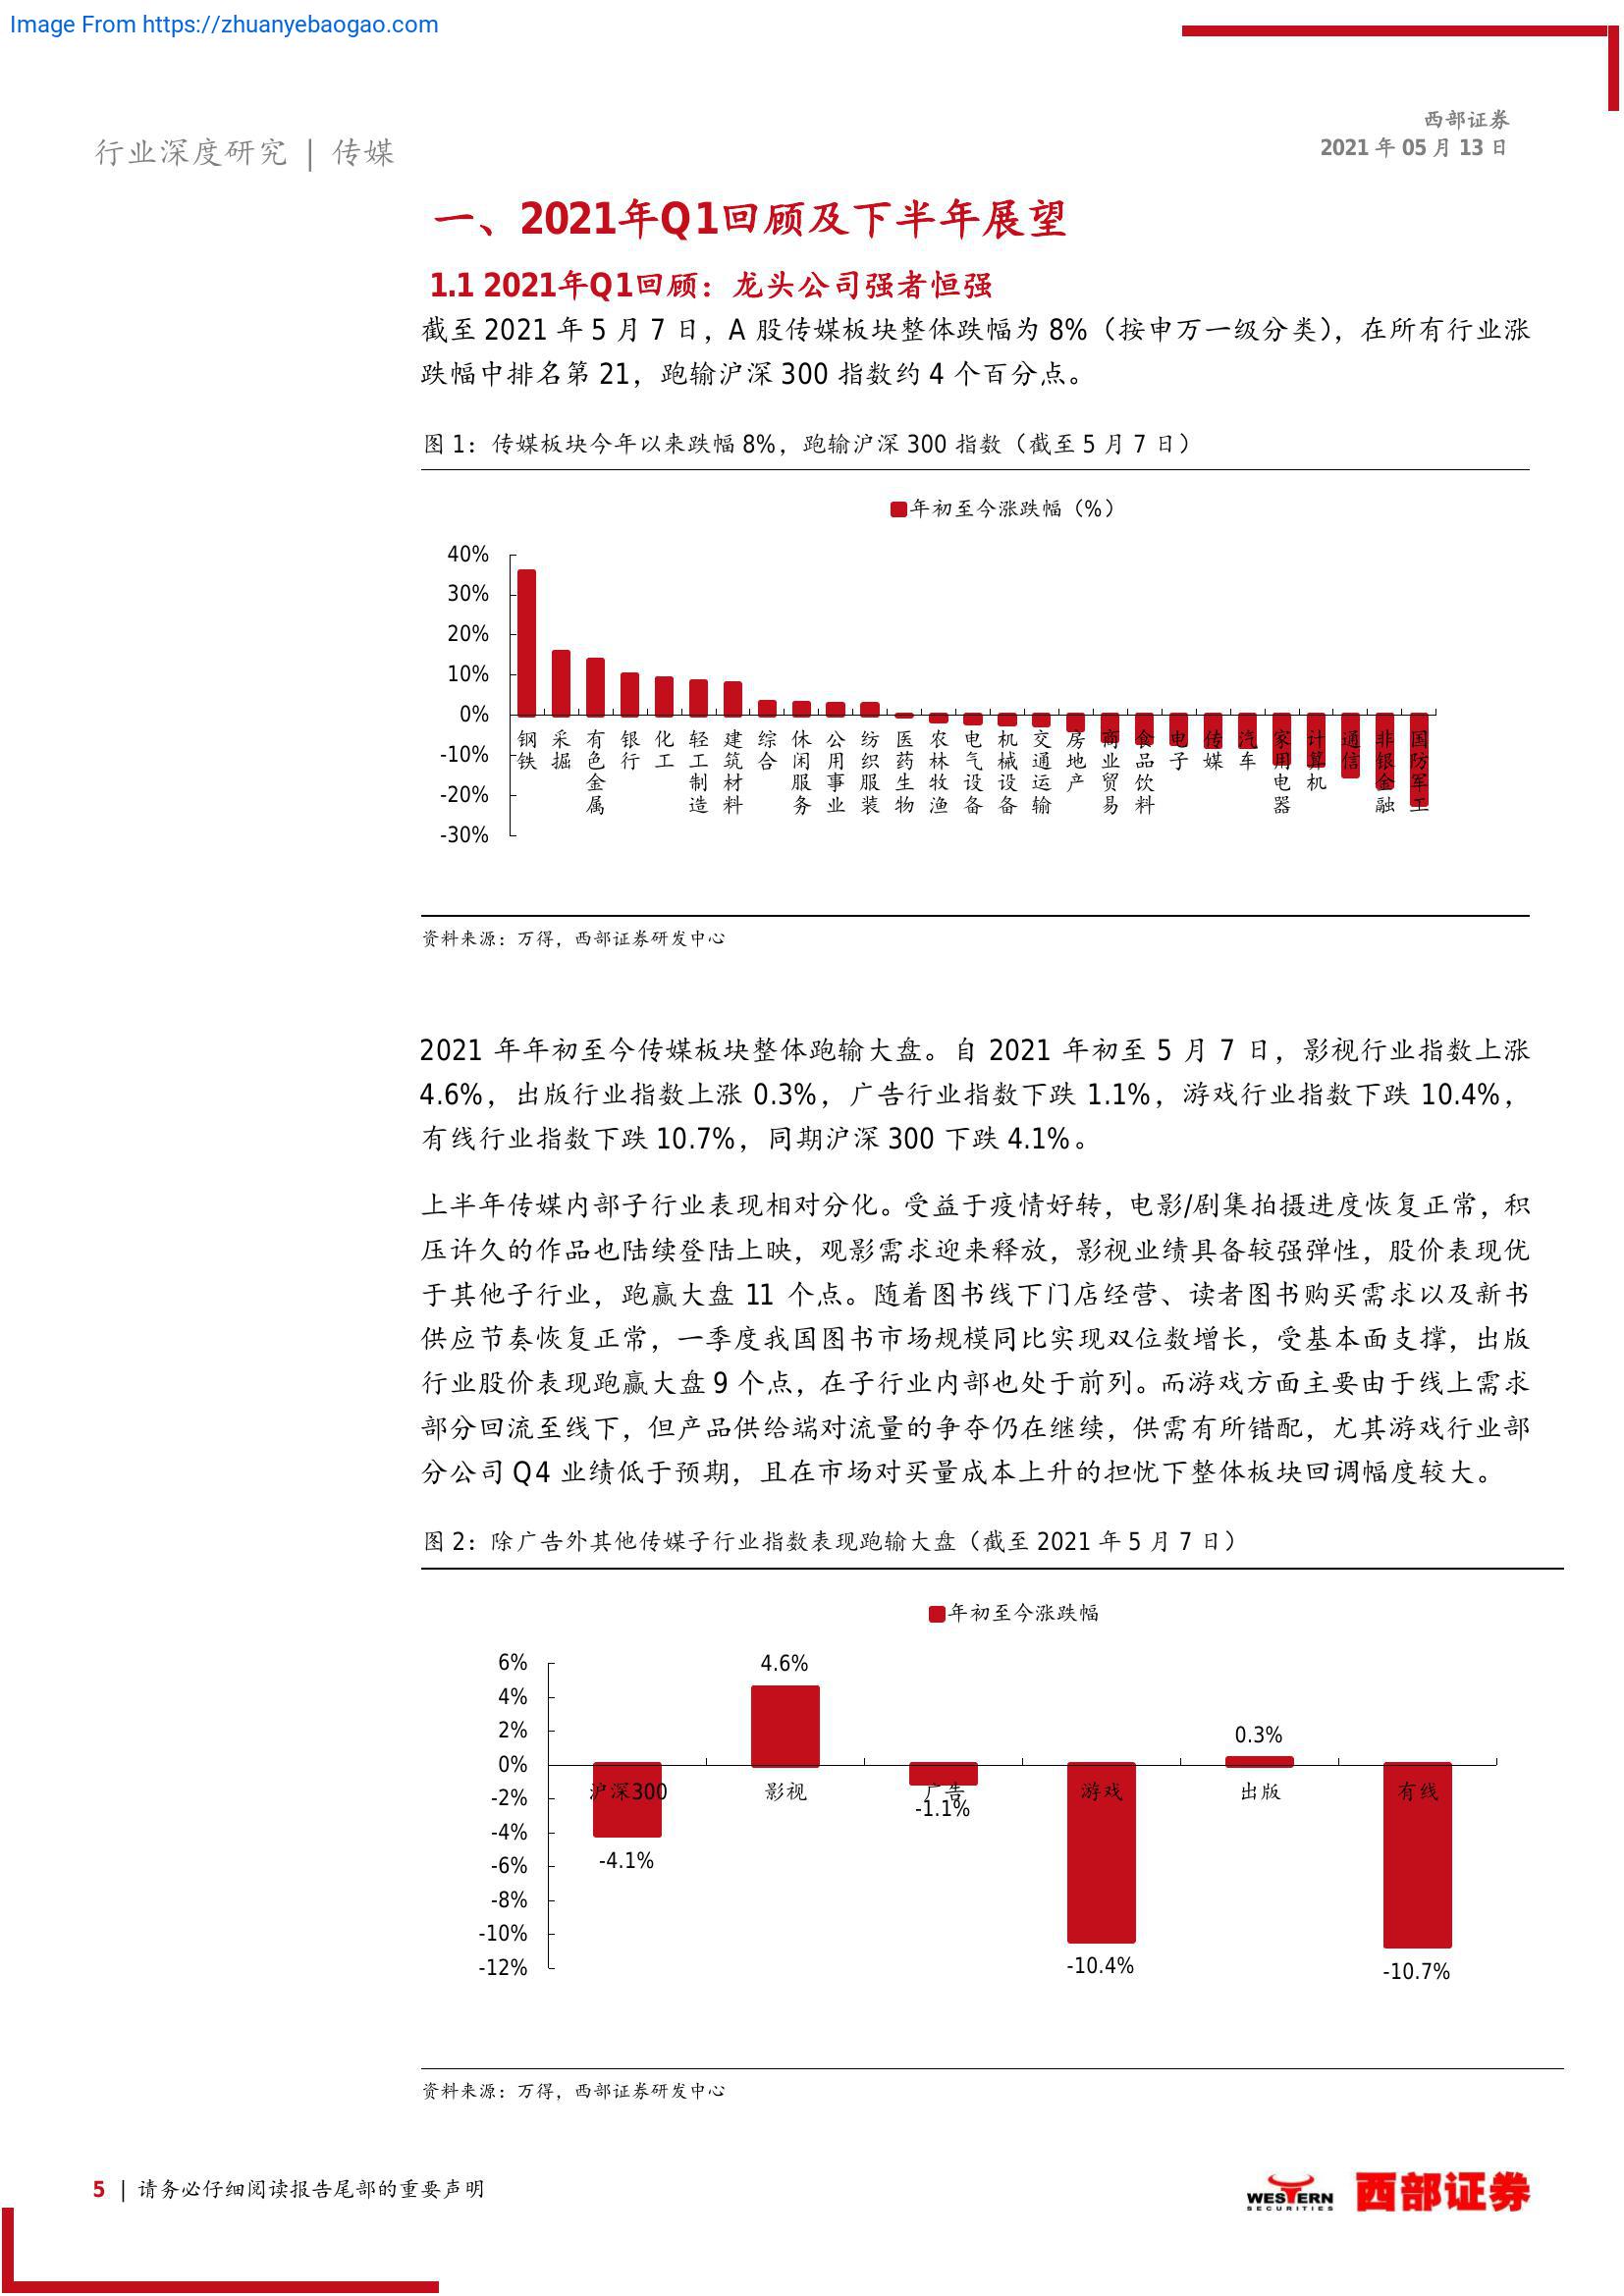 Image From https://zhuanyebaogao.com
行业深度研究 | 传媒
西部证券
2021 年 05 月 13 日
一、2021年Q1回顾及下半年展望
1.1 2021年Q1回顾：龙头公司强者恒强
截至 2021 年 5 月 7 日，A 股传媒板块整体跌幅为 8%（按申万一级分类），在所有行业涨
跌幅中排名第 21，跑输沪深 300 指数约 4 个百分点。
图 1：传媒板块今年以来跌幅 8%，跑输沪深 300 指数（截至 5 月 7 日）
年初至今涨跌幅（%）
40%
30%
20%
10%
0%
-10%
-20%
-30%
钢铁
采掘
有色金属
银行
化工
轻工制造
建筑材料
综合
休闲服务
公用事业
纺织服装
医药生物
农林牧渔
电气设备
机械设备
交通运输
房地产
商业贸易
食品饮料
电子
传媒
汽车
家用电器
计算机
通信
非银金融
国防军工
资料来源：万得，西部证券研发中心
2021 年年初至今传媒板块整体跑输大盘。自 2021 年初至 5 月 7 日，影视行业指数上涨
4.6%，出版行业指数上涨 0.3%，广告行业指数下跌 1.1%，游戏行业指数下跌 10.4%，
有线行业指数下跌 10.7%，同期沪深 300 下跌 4.1%。
上半年传媒内部子行业表现相对分化。受益于疫情好转，电影/剧集拍摄进度恢复正常，积
压许久的作品也陆续登陆上映，观影需求迎来释放，影视业绩具备较强弹性，股价表现优
于其他子行业，跑赢大盘 11 个点。随着图书线下门店经营、读者图书购买需求以及新书
供应节奏恢复正常，一季度我国图书市场规模同比实现双位数增长，受基本面支撑，出版
行业股价表现跑赢大盘 9 个点，在子行业内部也处于前列。而游戏方面主要由于线上需求
部分回流至线下，但产品供给端对流量的争夺仍在继续，供需有所错配，尤其游戏行业部
分公司 Q4 业绩低于预期，且在市场对买量成本上升的担忧下整体板块回调幅度较大。
图 2：除广告外其他传媒子行业指数表现跑输大盘（截至 2021 年 5 月 7 日）
年初至今涨跌幅
6%
4%
2%
0%
-2%
-4%
-6%
-8%
-10%
-12%
4.6%
0.3%
沪深300
影视
广告
游戏
出版
有线
-1.1%
-4.1%
-10.4%
-10.7%
资料来源：万得，西部证券研发中心
5 | 请务必仔细阅读报告尾部的重要声明
WESTERN
SECURITIES
西部证券